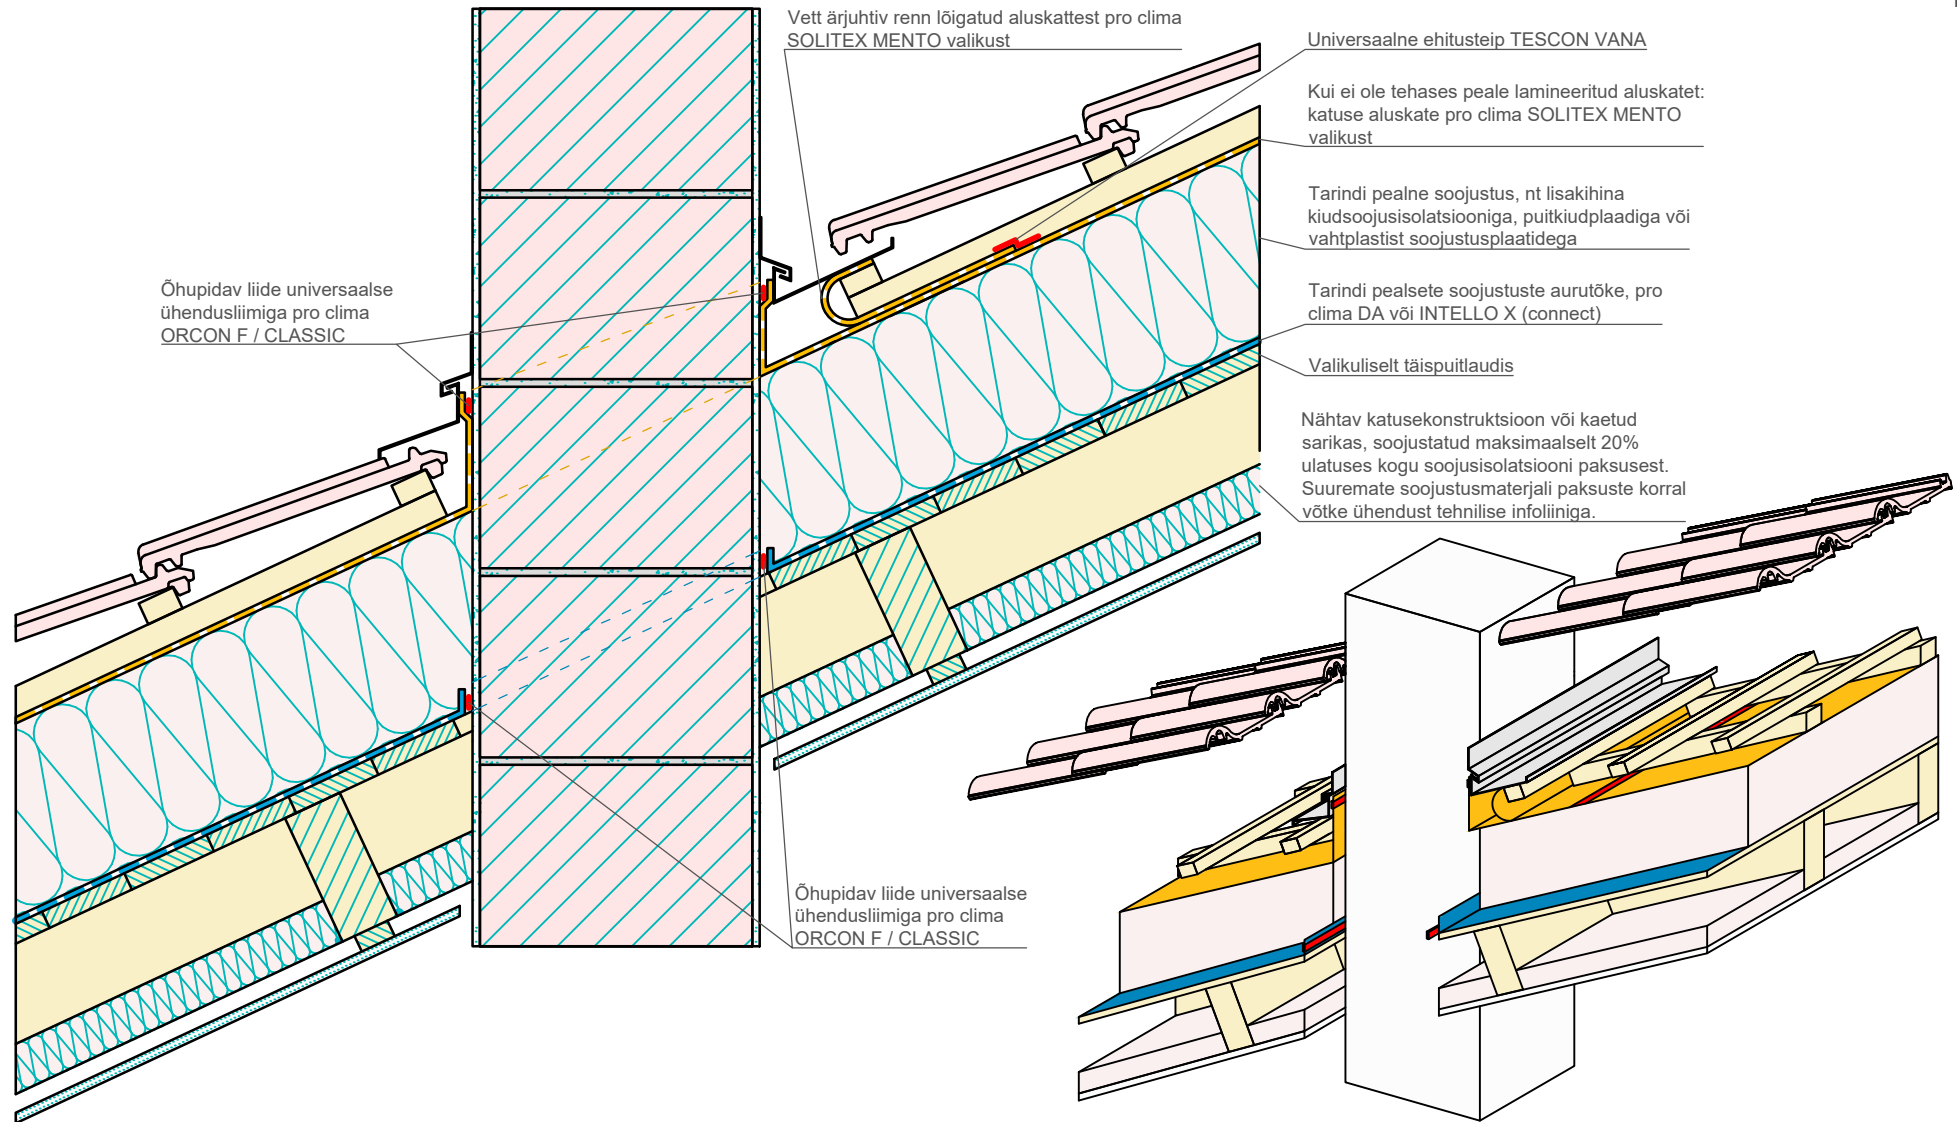 Vett ärjuhtiv renn lõigatud aluskattest pro clima
SOLITEX MENTO valikust
Universaalne ehitusteip TESCON VANA
Kui ei ole tehases peale lamineeritud aluskatet:
katuse aluskate pro clima SOLITEX MENTO
valikust
Tarindi pealne soojustus, nt lisakihina
kiudsoojusisolatsiooniga, puitkiudplaadiga või
vahtplastist soojustusplaatidega
Õhupidav liide universaalse
ühendusliimiga pro clima
ORCON F / CLASSIC
Tarindi pealsete soojustuste aurutõke, pro
clima DA või INTELLO X (connect)
Valikuliselt täispuitlaudis
Nähtav katusekonstruktsioon või kaetud
sarikas, soojustatud maksimaalselt 20%
ulatuses kogu soojusisolatsiooni paksusest.
Suuremate soojustusmaterjali paksuste korral
võtke ühendust tehnilise infoliiniga.
Õhupidav liide universaalse
ühendusliimiga pro clima
ORCON F / CLASSIC